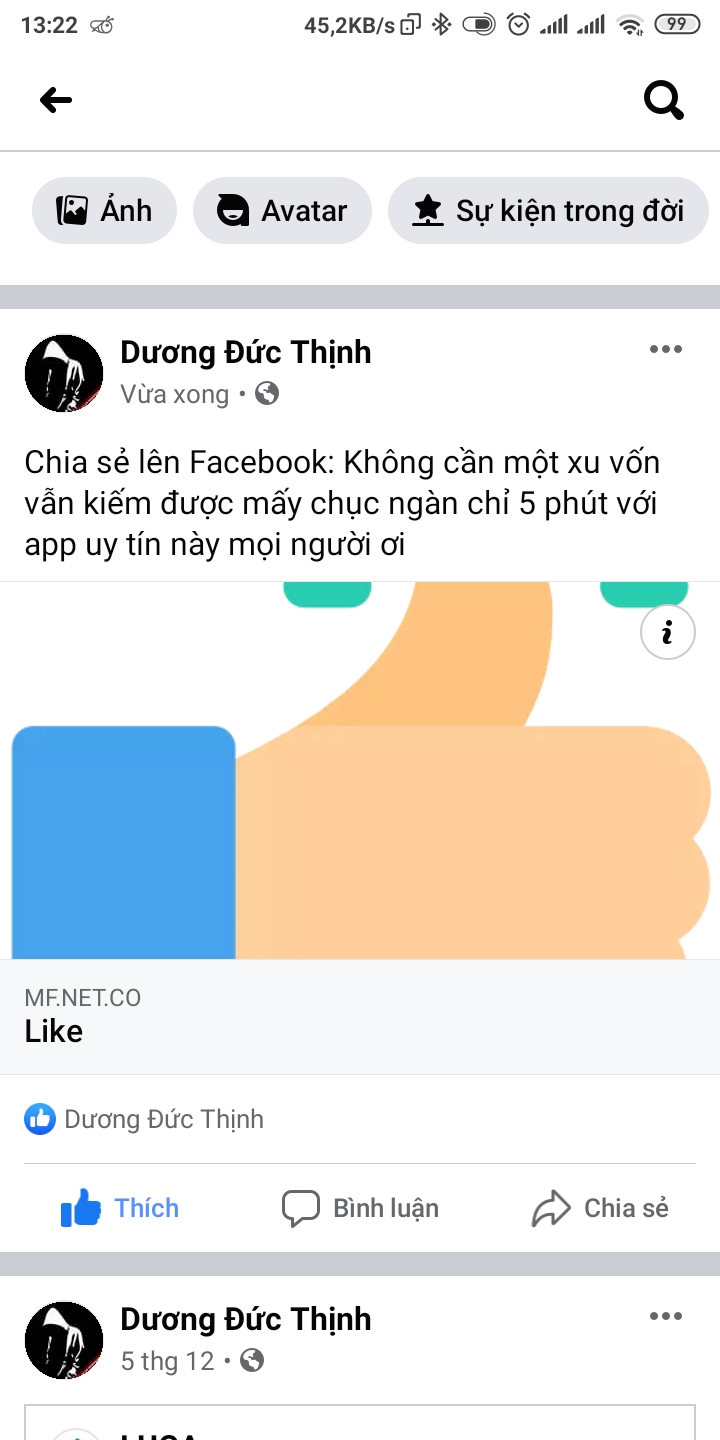 13:22
45,2KB/s
99
Ảnh
Avatar
Sự kiện trong đời
Dương Đức Thịnh
Vừa xong •
Chia sẻ lên Facebook: Không cần một xu vốn
vẫn kiếm được mấy chục ngàn chỉ 5 phút với
app uy tín này mọi người ơi
i
MF.NET.CO
Like
Dương Đức Thịnh
Thích
Bình luận
Chia sẻ
Dương Đức Thịnh
5 thg 12 •